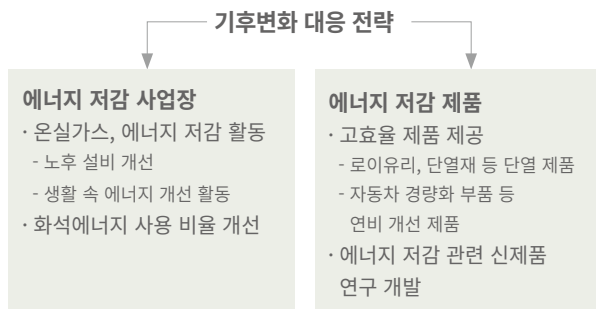 기후변화 대응 전략
에너지 저감 사업장
· 온실가스, 에너지 저감 활동
- 노후 설비 개선
- 생활 속 에너지 개선 활동
· 화석에너지 사용 비율 개선
에너지 저감 제품
· 고효율 제품 제공
- 로이유리, 단열재 등 단열 제품
- 자동차 경량화 부품 등
연비 개선 제품
· 에너지 저감 관련 신제품
연구 개발